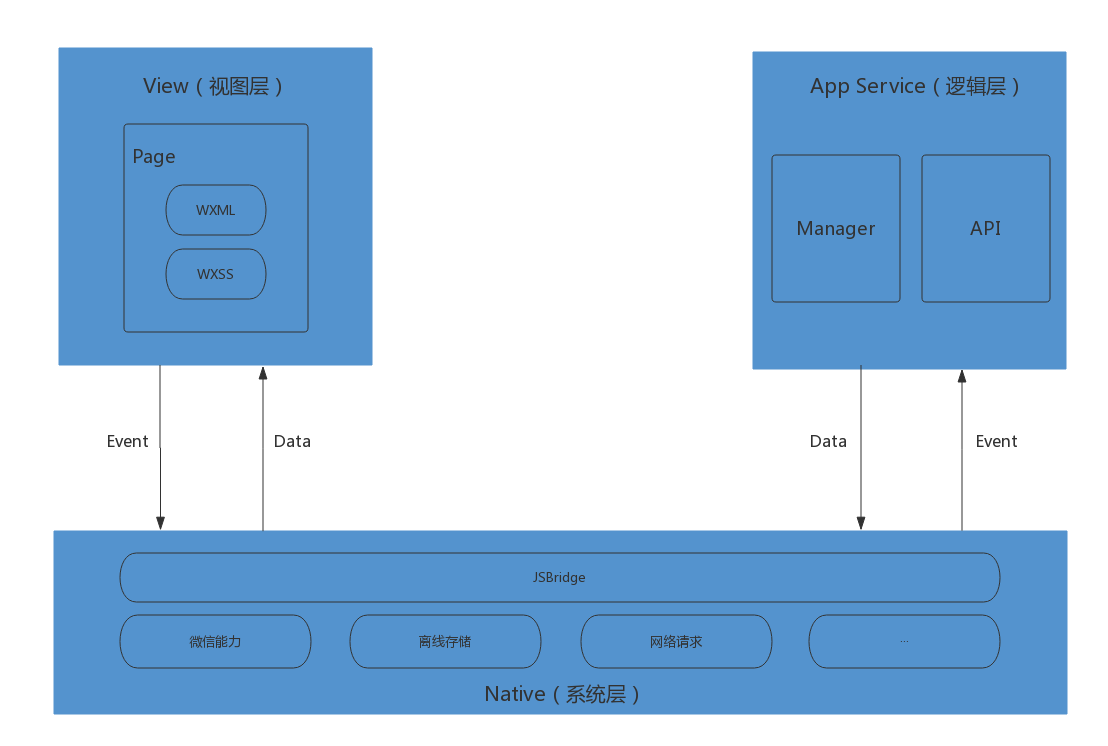 View（视图层）
Page
WXML
WXSS
App Service（逻辑层）
Manager
API
Event
Data
Data
Event
JSBridge
微信能力
离线存储
网络请求
...
Native（系统层）